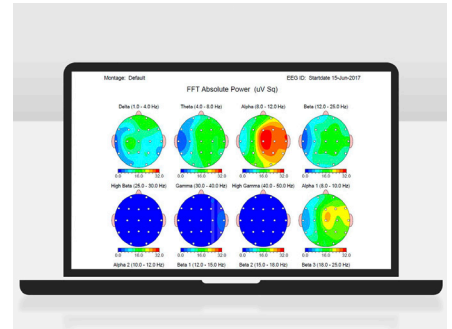 Montage: Default EEG ID: Startdate 15-Jun-2017
FFT Absolute Power (uV Sq)
Delta (1.0 - 4.0 Hz) Theta (4.0 - 8.0 Hz) Alpha (8.0 - 12.0 Hz) Beta (12.0 - 25.0 Hz)
0.0 16.0 32.0 0.0 16.0 32.0 0.0 16.0 32.0 0.0 16.0 32.0
High Beta (25.0 - 30.0 Hz) Gamma (30.0 - 40.0 Hz) High Gamma (40.0 - 50.0 Hz) Alpha 1 (8.0 - 10.0 Hz)
0.0 16.0 32.0 0.0 16.0 32.0 0.0 16.0 32.0 0.0 16.0 32.0
Alpha 2 (10.0 - 12.0 Hz) Beta 1 (12.0 - 15.0 Hz) Beta 2 (15.0 - 18.0 Hz) Beta 3 (18.0 - 25.0 Hz)